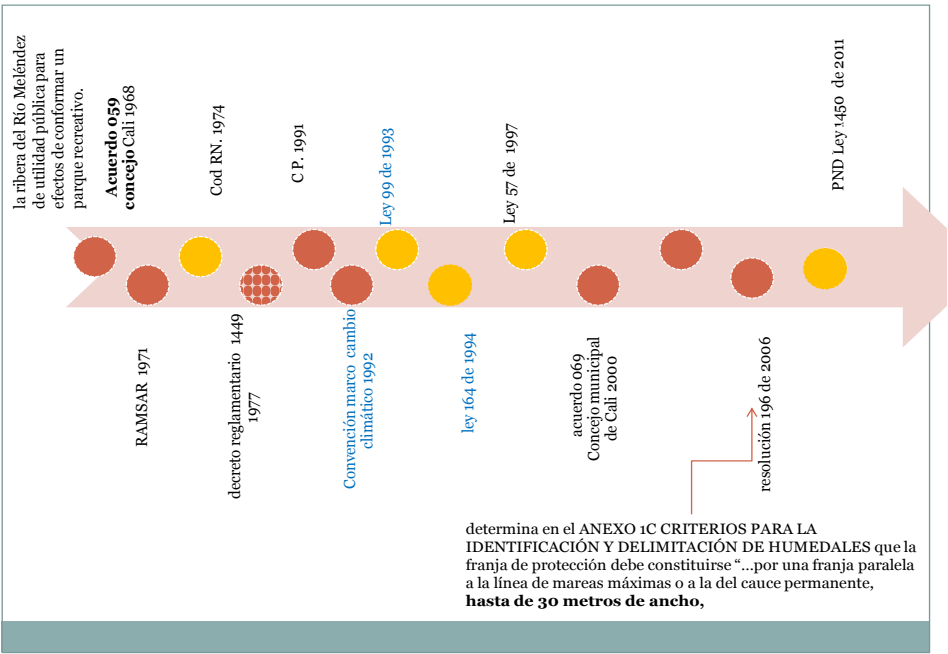 la ribera del Río Meléndez
de utilidad pública para
efectos de conformar un
parque recreativo.
Acuerdo 059
concejo Cali 1968
Cod RN. 1974
C P. 1991
Ley 99 de 1993
Ley 57 de 1997
PND Ley 1450 de 2011
RAMSAR 1971
decreto reglamentario 1449
1977
Convención marco cambio
climático 1992
ley 164 de 1994
acuerdo 069
Concejo municipal
de Cali 2000
resolución 196 de 2006
determina en el ANEXO 1C CRITERIOS PARA LA
IDENTIFICACIÓN Y DELIMITACIÓN DE HUMEDALES que la
franja de protección debe constituirse “...por una franja paralela
a la línea de mareas máximas o a la del cauce permanente,
hasta de 30 metros de ancho,